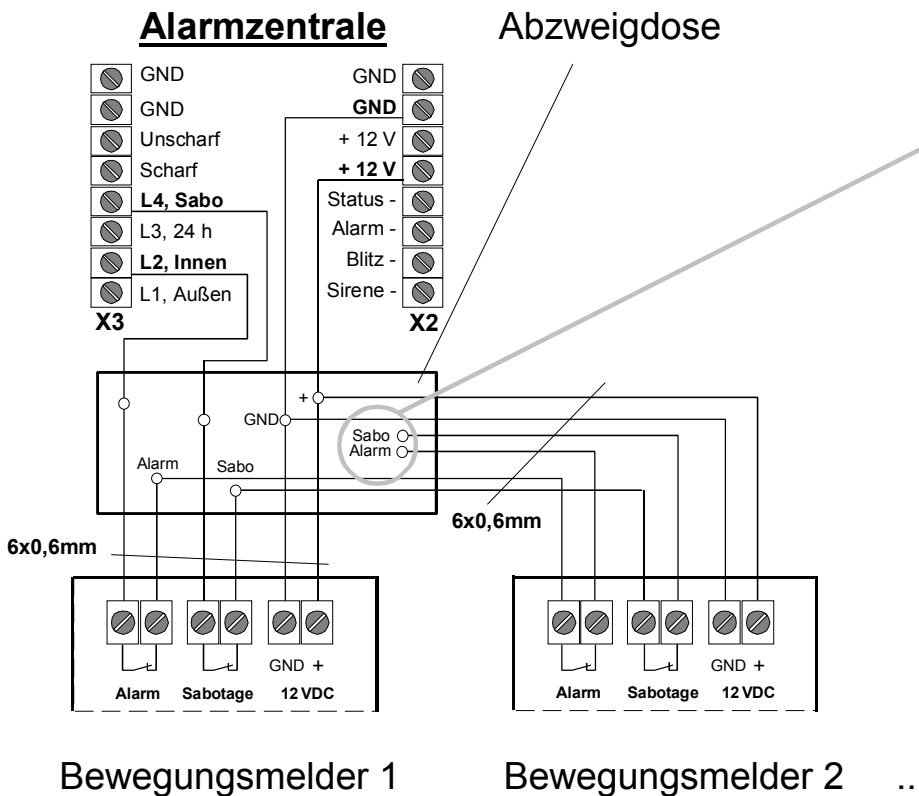 Alarmzentrale Abzweigdose
GND GND
GND GND
Unscharf + 12 V
Scharf + 12 V
L4, Sabo Status -
L3, 24 h Alarm -
L2, Innen Blitz -
L1, Außen Sirene -
X3 X2
+
GND
Sabo
Alarm
Alarm Sabo
6x0,6mm
6x0,6mm
GND + GND +
Alarm Sabotage 12 VDC Alarm Sabotage 12 VDC
Bewegungsmelder 1 Bewegungsmelder 2 ..